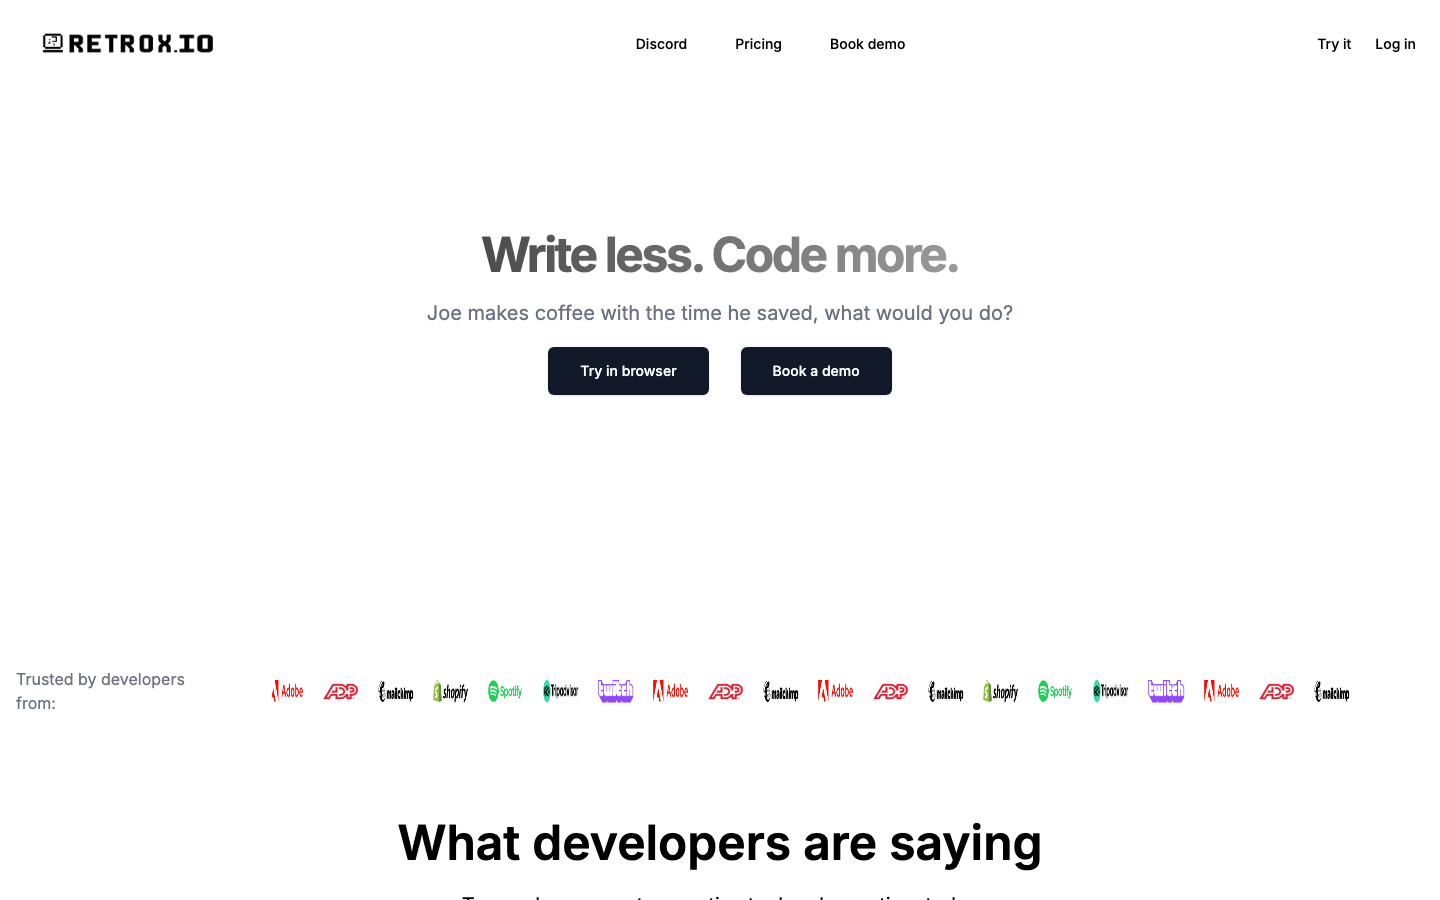 RETROX.IO
Discord
Pricing
Book demo
Try it
Log in
Write less. Code more.
Joe makes coffee with the time he saved, what would you do?
Try in browser
Book a demo
Trusted by developers
from:
Adobe
ADP
mailchimp
shopify
Spotify
Tripadvisor
twitch
Adobe
ADP
mailchimp
Adobe
ADP
mailchimp
shopify
Spotify
Tripadvisor
twitch
Adobe
ADP
mailchimp
What developers are saying